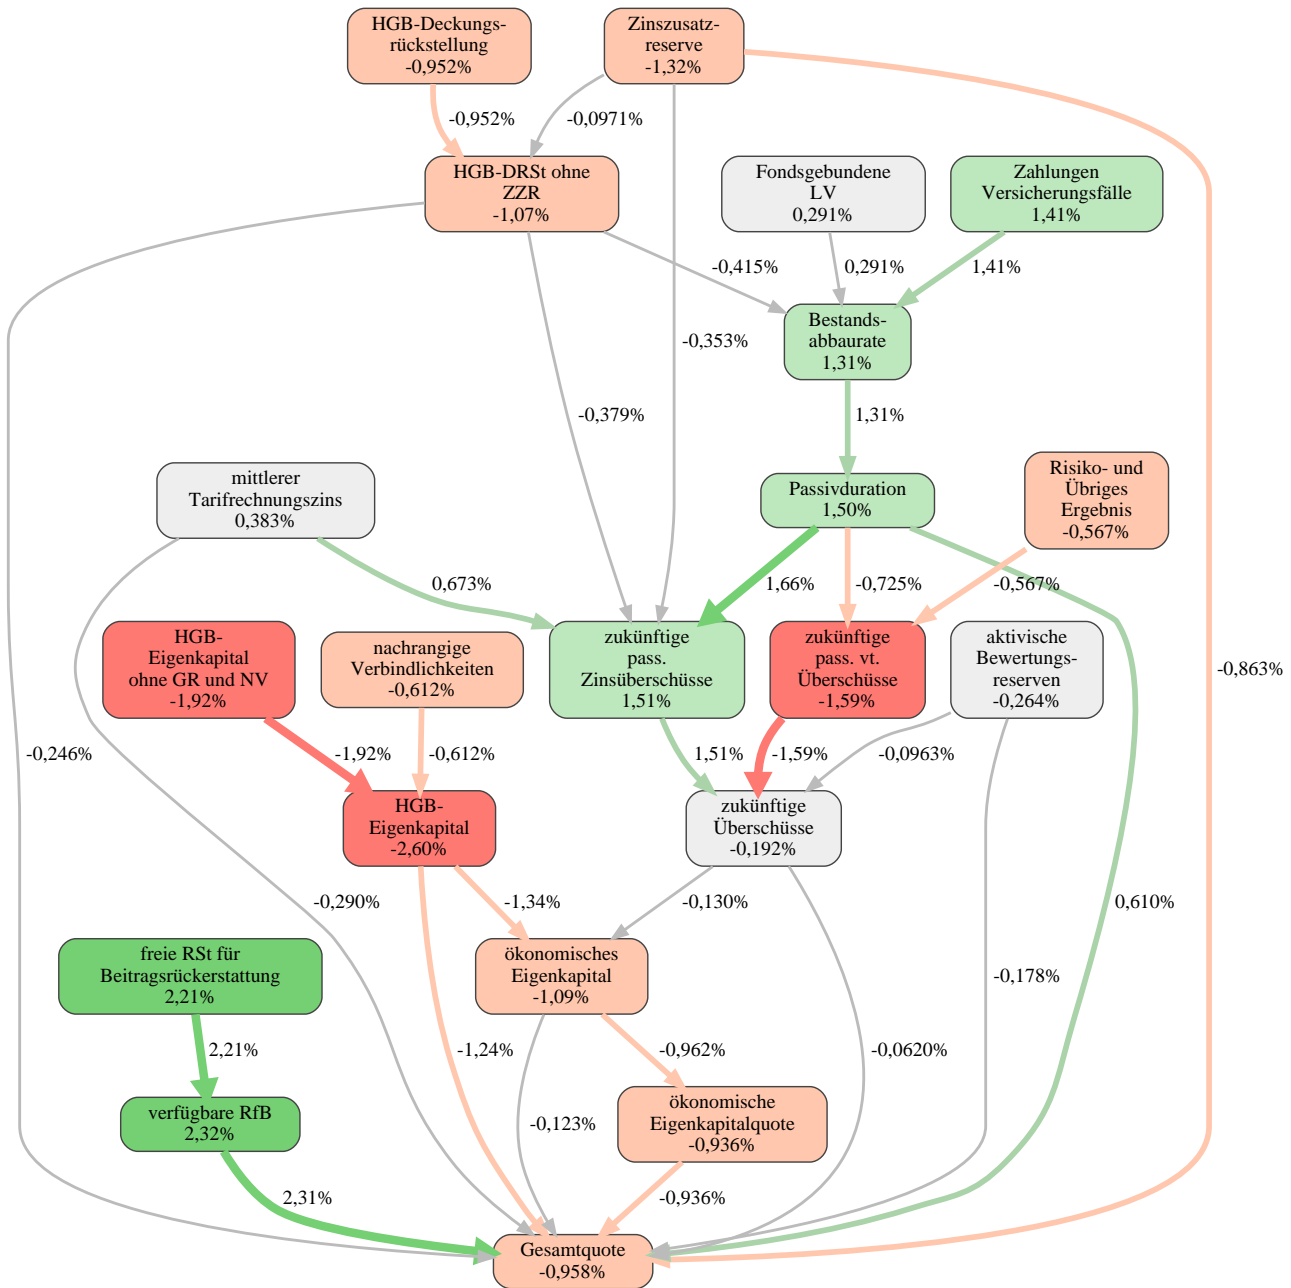 HGB-Deckungs-
rückstellung
-0,952%
Zinszusatz-
reserve
-1,32%
-0,952%
-0,0971%
HGB-DRSt ohne
ZZR
-1,07%
Fondsgebundene
LV
0,291%
Zahlungen
Versicherungsfälle
1,41%
-0,415%
0,291%
1,41%
Bestands-
abbaurate
1,31%
-0,353%
-0,379%
1,31%
mittlerer
Tarifrechnungszins
0,383%
Passivduration
1,50%
Risiko- und
Übriges
Ergebnis
-0,567%
0,673%
1,66%
-0,725%
-0,567%
HGB-
Eigenkapital
ohne GR und NV
-1,92%
nachrangige
Verbindlichkeiten
-0,612%
zukünftige
pass.
Zinsüberschüsse
1,51%
zukünftige
pass. vt.
Überschüsse
-1,59%
aktivische
Bewertungs-
reserven
-0,264%
-0,863%
-0,246%
-1,92%
-0,612%
1,51%
-1,59%
-0,0963%
HGB-
Eigenkapital
-2,60%
zukünftige
Überschüsse
-0,192%
-0,290%
-1,34%
-0,130%
0,610%
freie RSt für
Beitragsrückerstattung
2,21%
ökonomisches
Eigenkapital
-1,09%
-0,178%
2,21%
-1,24%
-0,962%
-0,0620%
verfügbare RfB
2,32%
-0,123%
ökonomische
Eigenkapitalquote
-0,936%
2,31%
-0,936%
Gesamtquote
-0,958%